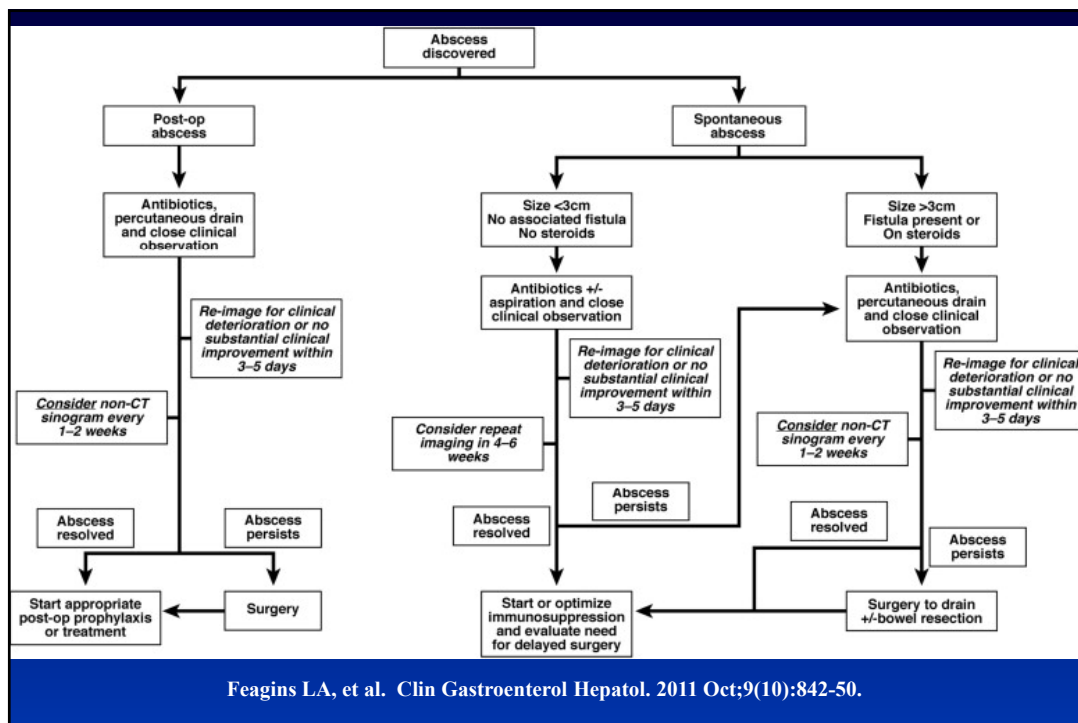 Abscess
discovered
Post-op
abscess
Spontaneous
abscess
Antibiotics,
percutaneous drain
and close clinical
observation
Size <3cm
No associated fistula
No steroids
Size >3cm
Fistula present or
On steroids
Antibiotics +/-
aspiration and close
clinical observation
Antibiotics,
percutaneous drain
and close clinical
observation
Re-image for clinical
deterioration or no
substantial clinical
improvement within
3–5 days
Re-image for clinical
deterioration or no
substantial clinical
improvement within
3–5 days
Re-image for clinical
deterioration or no
substantial clinical
improvement within
3–5 days
Consider non-CT
sinogram every
1–2 weeks
Consider repeat
imaging in 4–6
weeks
Consider non-CT
sinogram every
1–2 weeks
Abscess
resolved
Abscess
persists
Abscess
resolved
Abscess
persists
Abscess
resolved
Abscess
persists
Start appropriate
post-op prophylaxis
or treatment
Surgery
Start or optimize
immunosuppression
and evaluate need
for delayed surgery
Surgery to drain
+/-bowel resection
Feagins LA, et al. Clin Gastroenterol Hepatol. 2011 Oct;9(10):842-50.